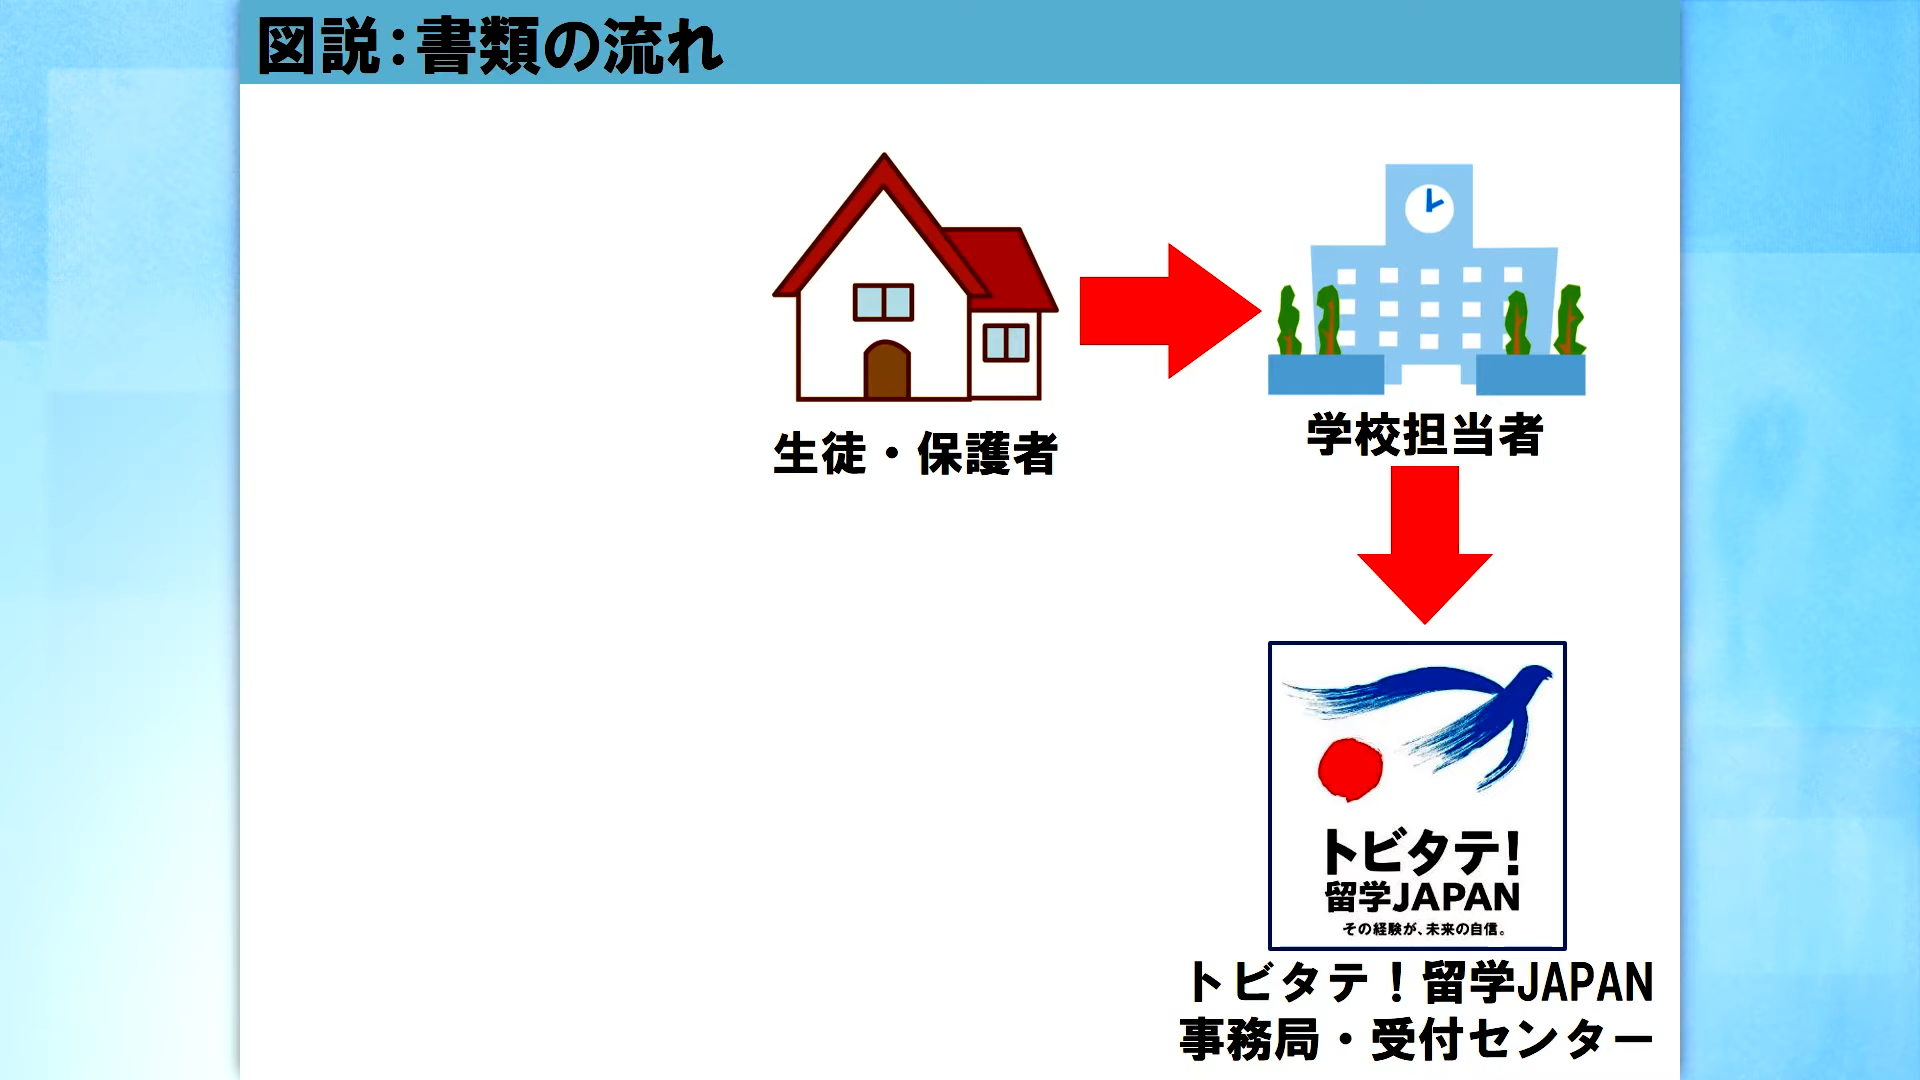 図説：書類の流れ
生徒・保護者
学校担当者
トビタテ！
留学JAPAN
その経験が、未来の自信。
トビタテ！留学JAPAN
事務局・受付センター